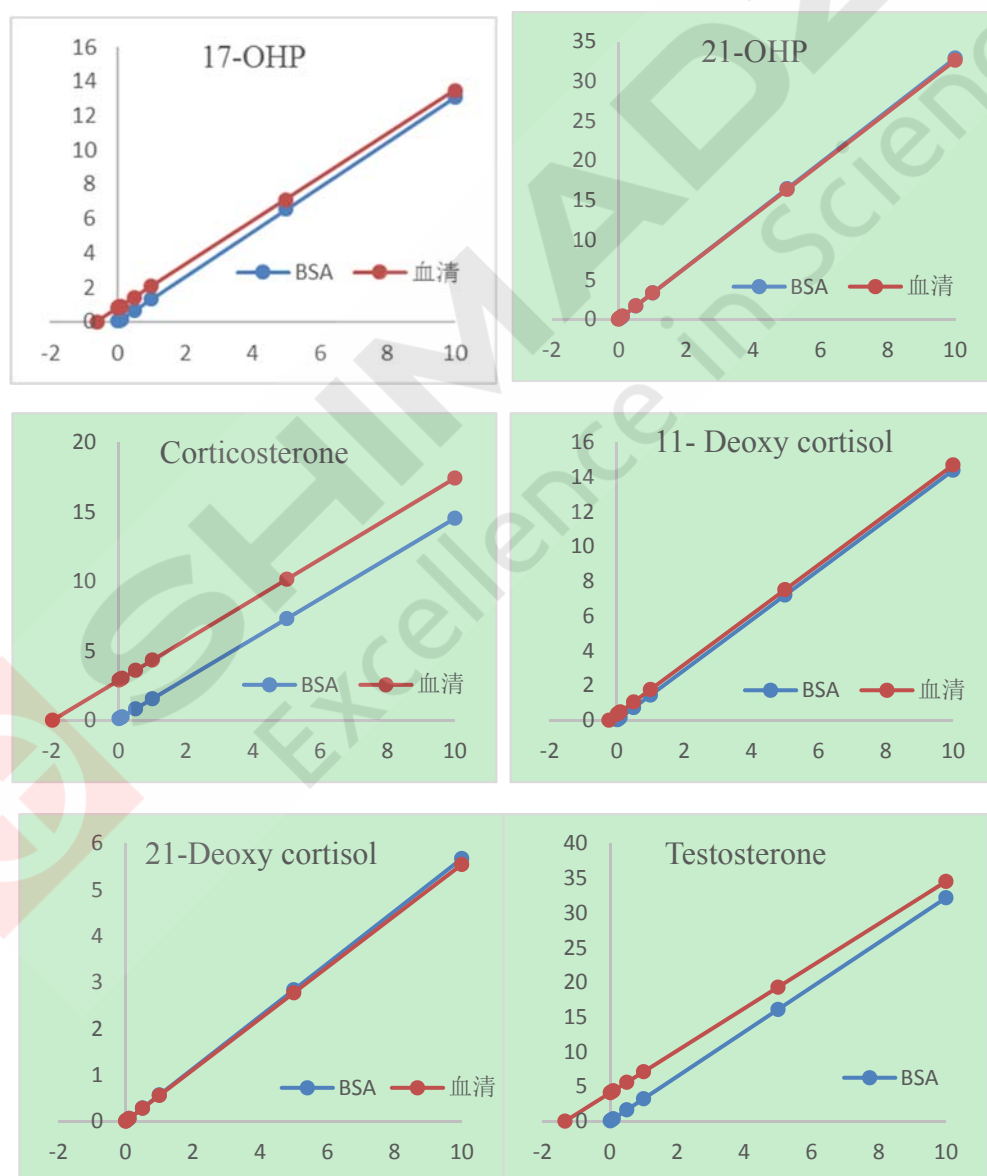 17-OHP
16
14
12
10
8
6
4
2
0
BSA 血清
-2 0 2 4 6 8 10
21-OHP
35
30
25
20
15
10
5
0
BSA 血清
-2 0 2 4 6 8 10
Corticosterone
20
15
10
5
0
BSA 血清
-2 0 2 4 6 8 10
11- Deoxy cortisol
16
14
12
10
8
6
4
2
0
BSA 血清
-2 0 2 4 6 8 10
21-Deoxy cortisol
6
5
4
3
2
1
0
BSA 血清
-2 0 2 4 6 8 10
Testosterone
40
35
30
25
20
15
10
5
0
BSA
-2 0 2 4 6 8 10
SHIMADZ
Excellence in Science